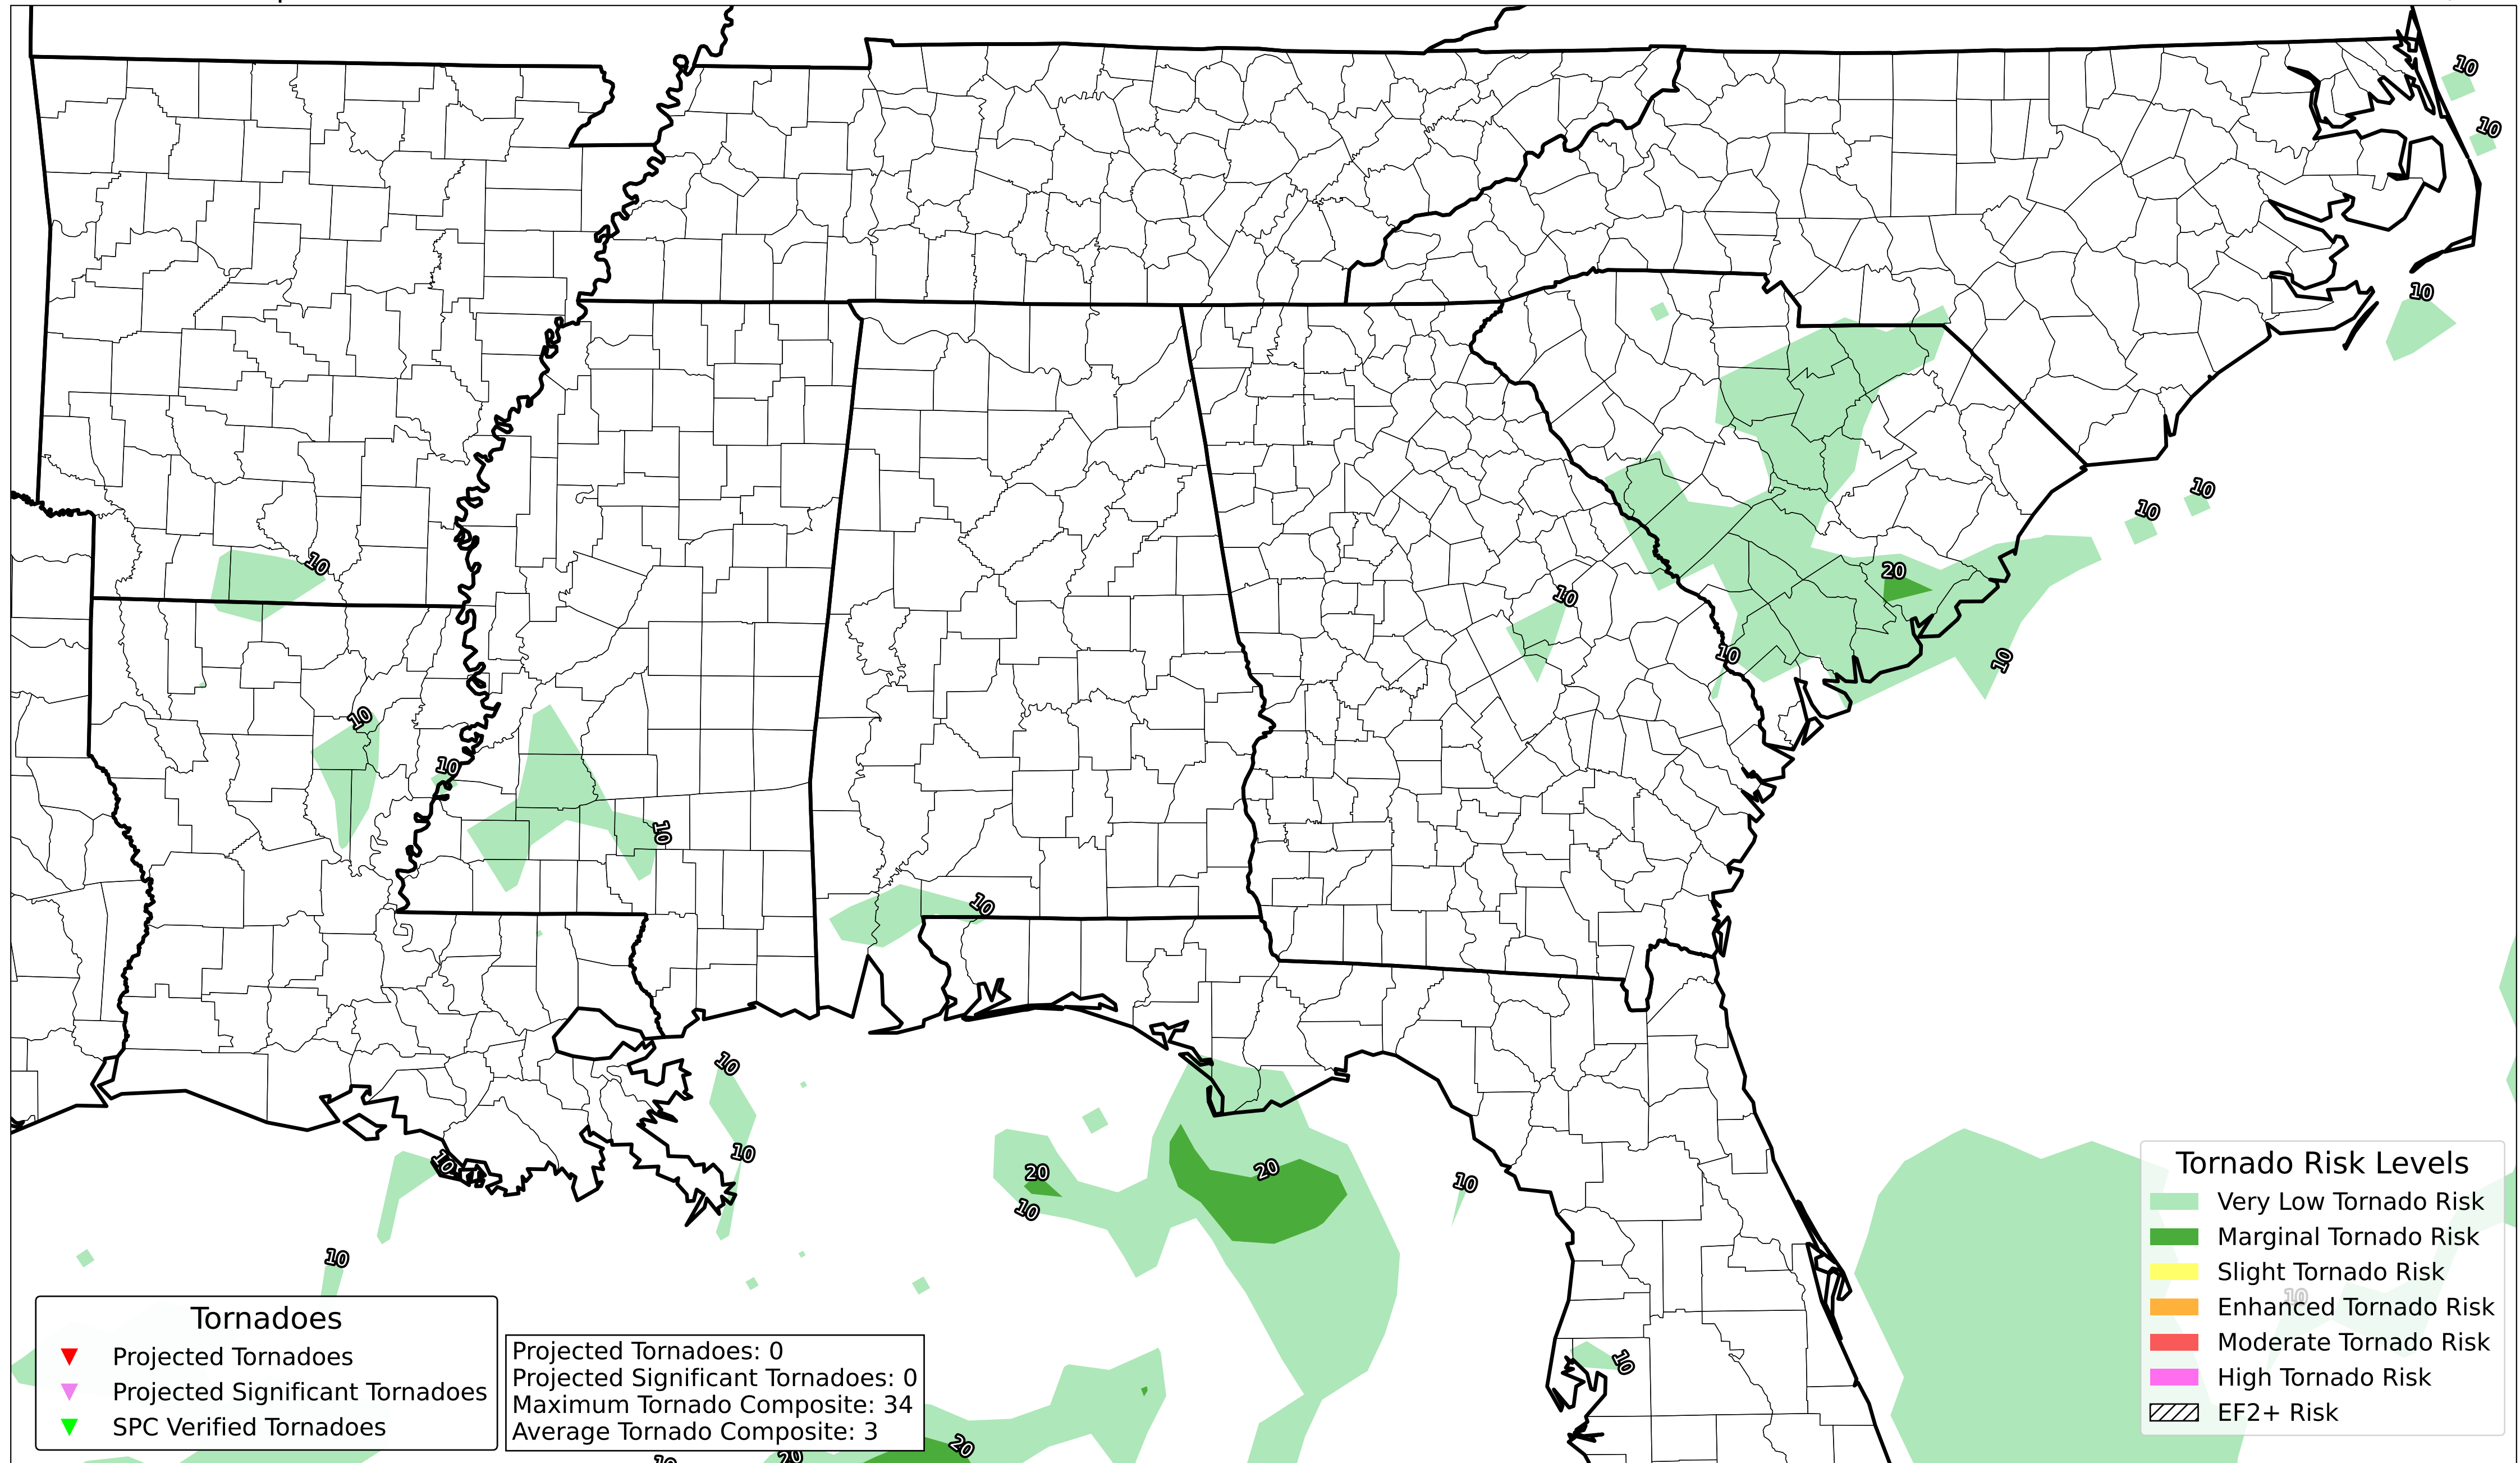 10
10
10
10
10
10
20
10
10
10
10
10
10
10
10
10
10
10
20
20
10
10
10
10
10
20
20
10
Tornadoes
Projected Tornadoes
Projected Significant Tornadoes
SPC Verified Tornadoes
Projected Tornadoes: 0
Projected Significant Tornadoes: 0
Maximum Tornado Composite: 34
Average Tornado Composite: 3
Tornado Risk Levels
Very Low Tornado Risk
Marginal Tornado Risk
Slight Tornado Risk
Enhanced Tornado Risk
Moderate Tornado Risk
High Tornado Risk
EF2+ Risk